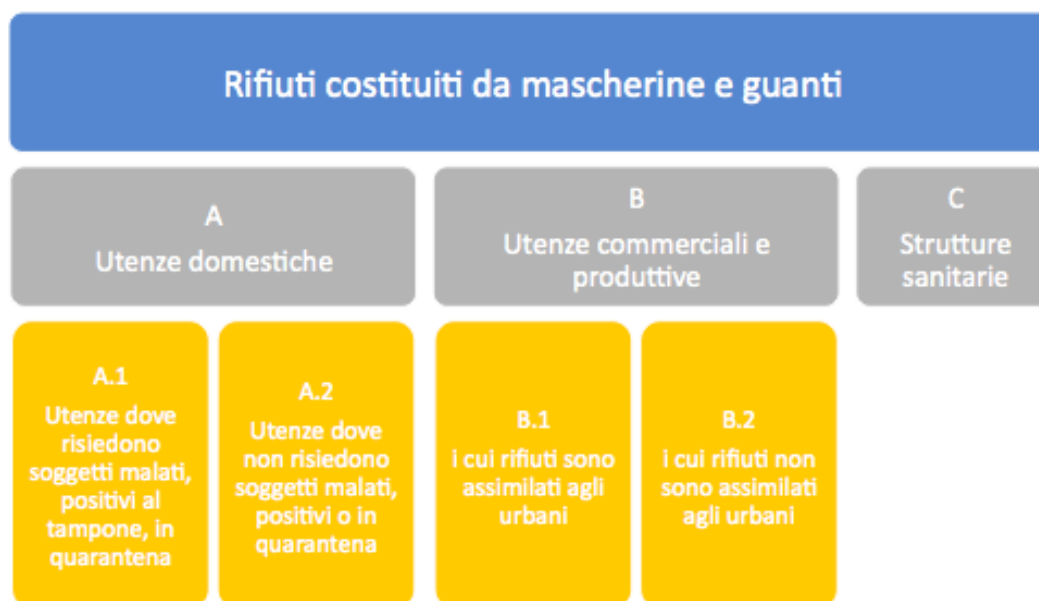 Rifiuti costituiti da mascherine e guanti
A
Utenze domestiche
B
Utenze commerciali e
produttive
C
Strutture
sanitarie
A.1
Utenze dove
risiedono
soggetti malati,
positivi al
tampone, in
quarantena
A.2
Utenze dove
non risiedono
soggetti malati,
positivi o in
quarantena
B.1
i cui rifiuti sono
assimilati agli
urbani
B.2
i cui rifiuti non
sono assimilati
agli urbani